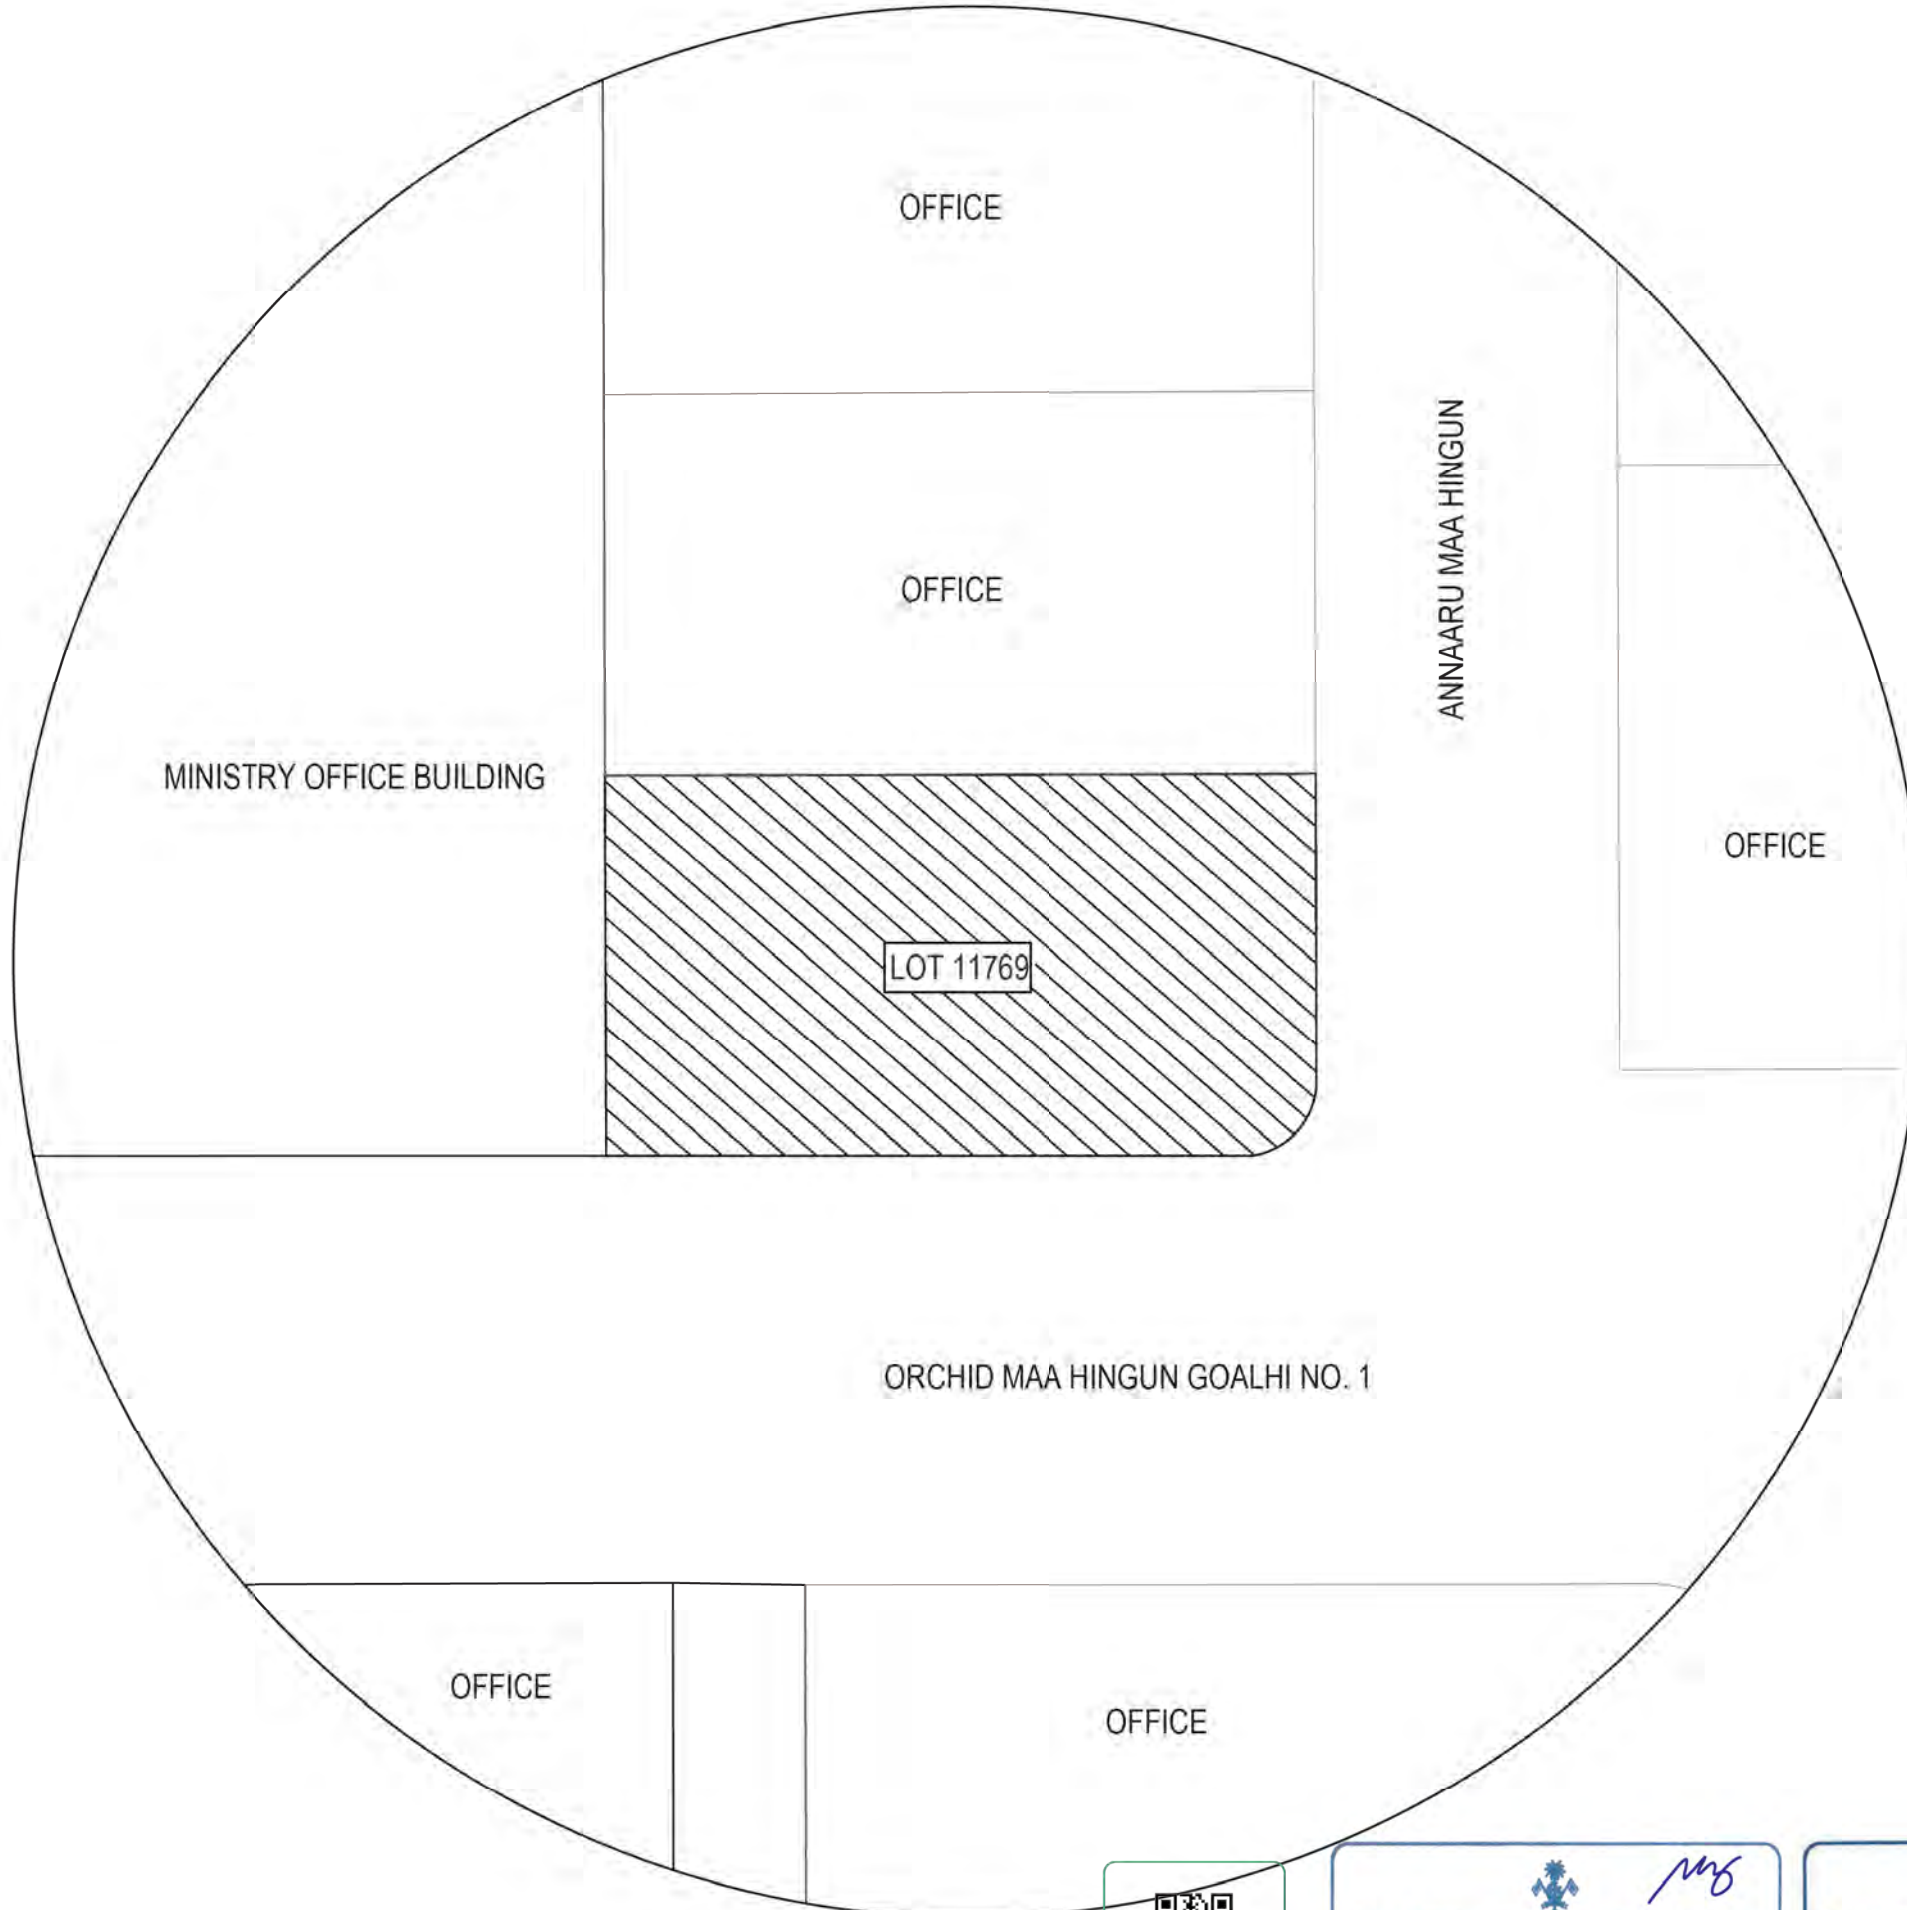 OFFICE
OFFICE
ANNAARU MAA HINGUN
MINISTRY OFFICE BUILDING
OFFICE
LOT 11769
ORCHID MAA HINGUN GOALHI NO. 1
OFFICE
OFFICE